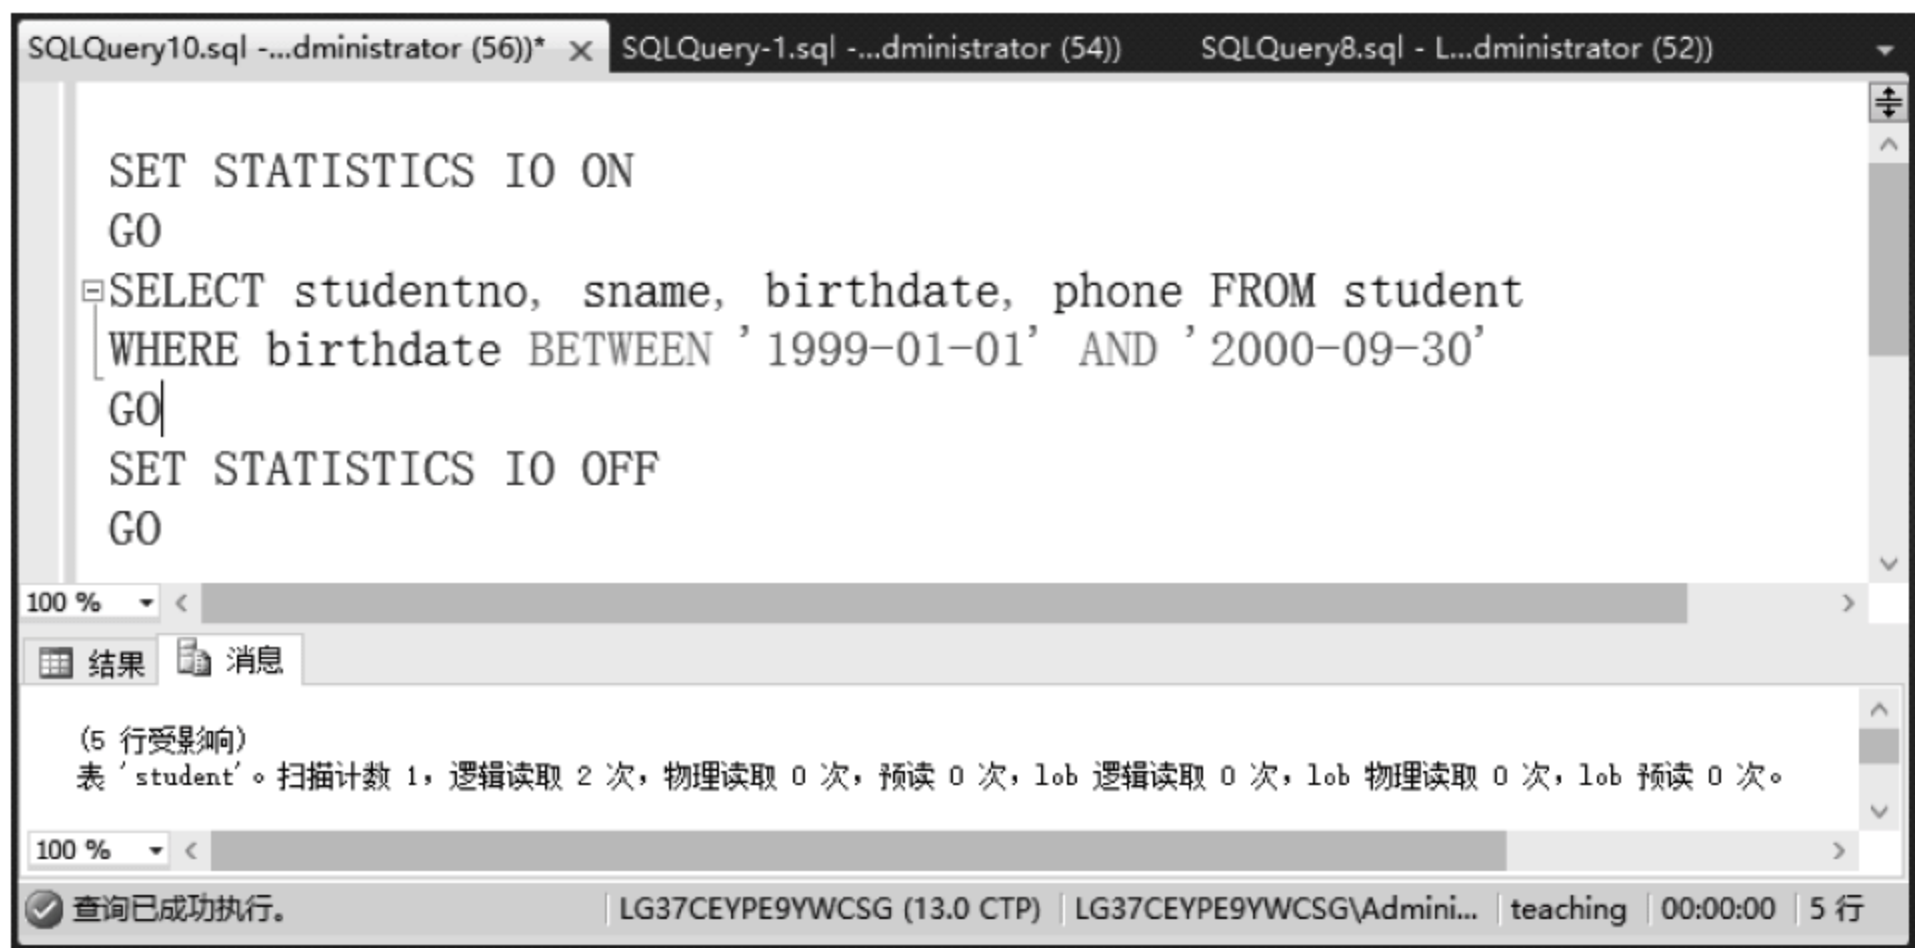 SQLQuery10.sql -...dministrator (56))* SQLQuery-1.sql -...dministrator (54)) SQLQuery8.sql - L...dministrator (52))
SET STATISTICS IO ON
GO
SELECT studentno, sname, birthdate, phone FROM student
WHERE birthdate BETWEEN '1999-01-01' AND '2000-09-30'
GO
SET STATISTICS IO OFF
GO
100 %
结果 消息
(5 行受影响)
表 'student'。扫描计数 1，逻辑读取 2 次，物理读取 0 次，预读 0 次，lob 逻辑读取 0 次，lob 物理读取 0 次，lob 预读 0 次。
100 %
查询已成功执行。 LG37CEYPE9YWCSG (13.0 CTP) LG37CEYPE9YWCSG\Admini... teaching 00:00:00 5 行